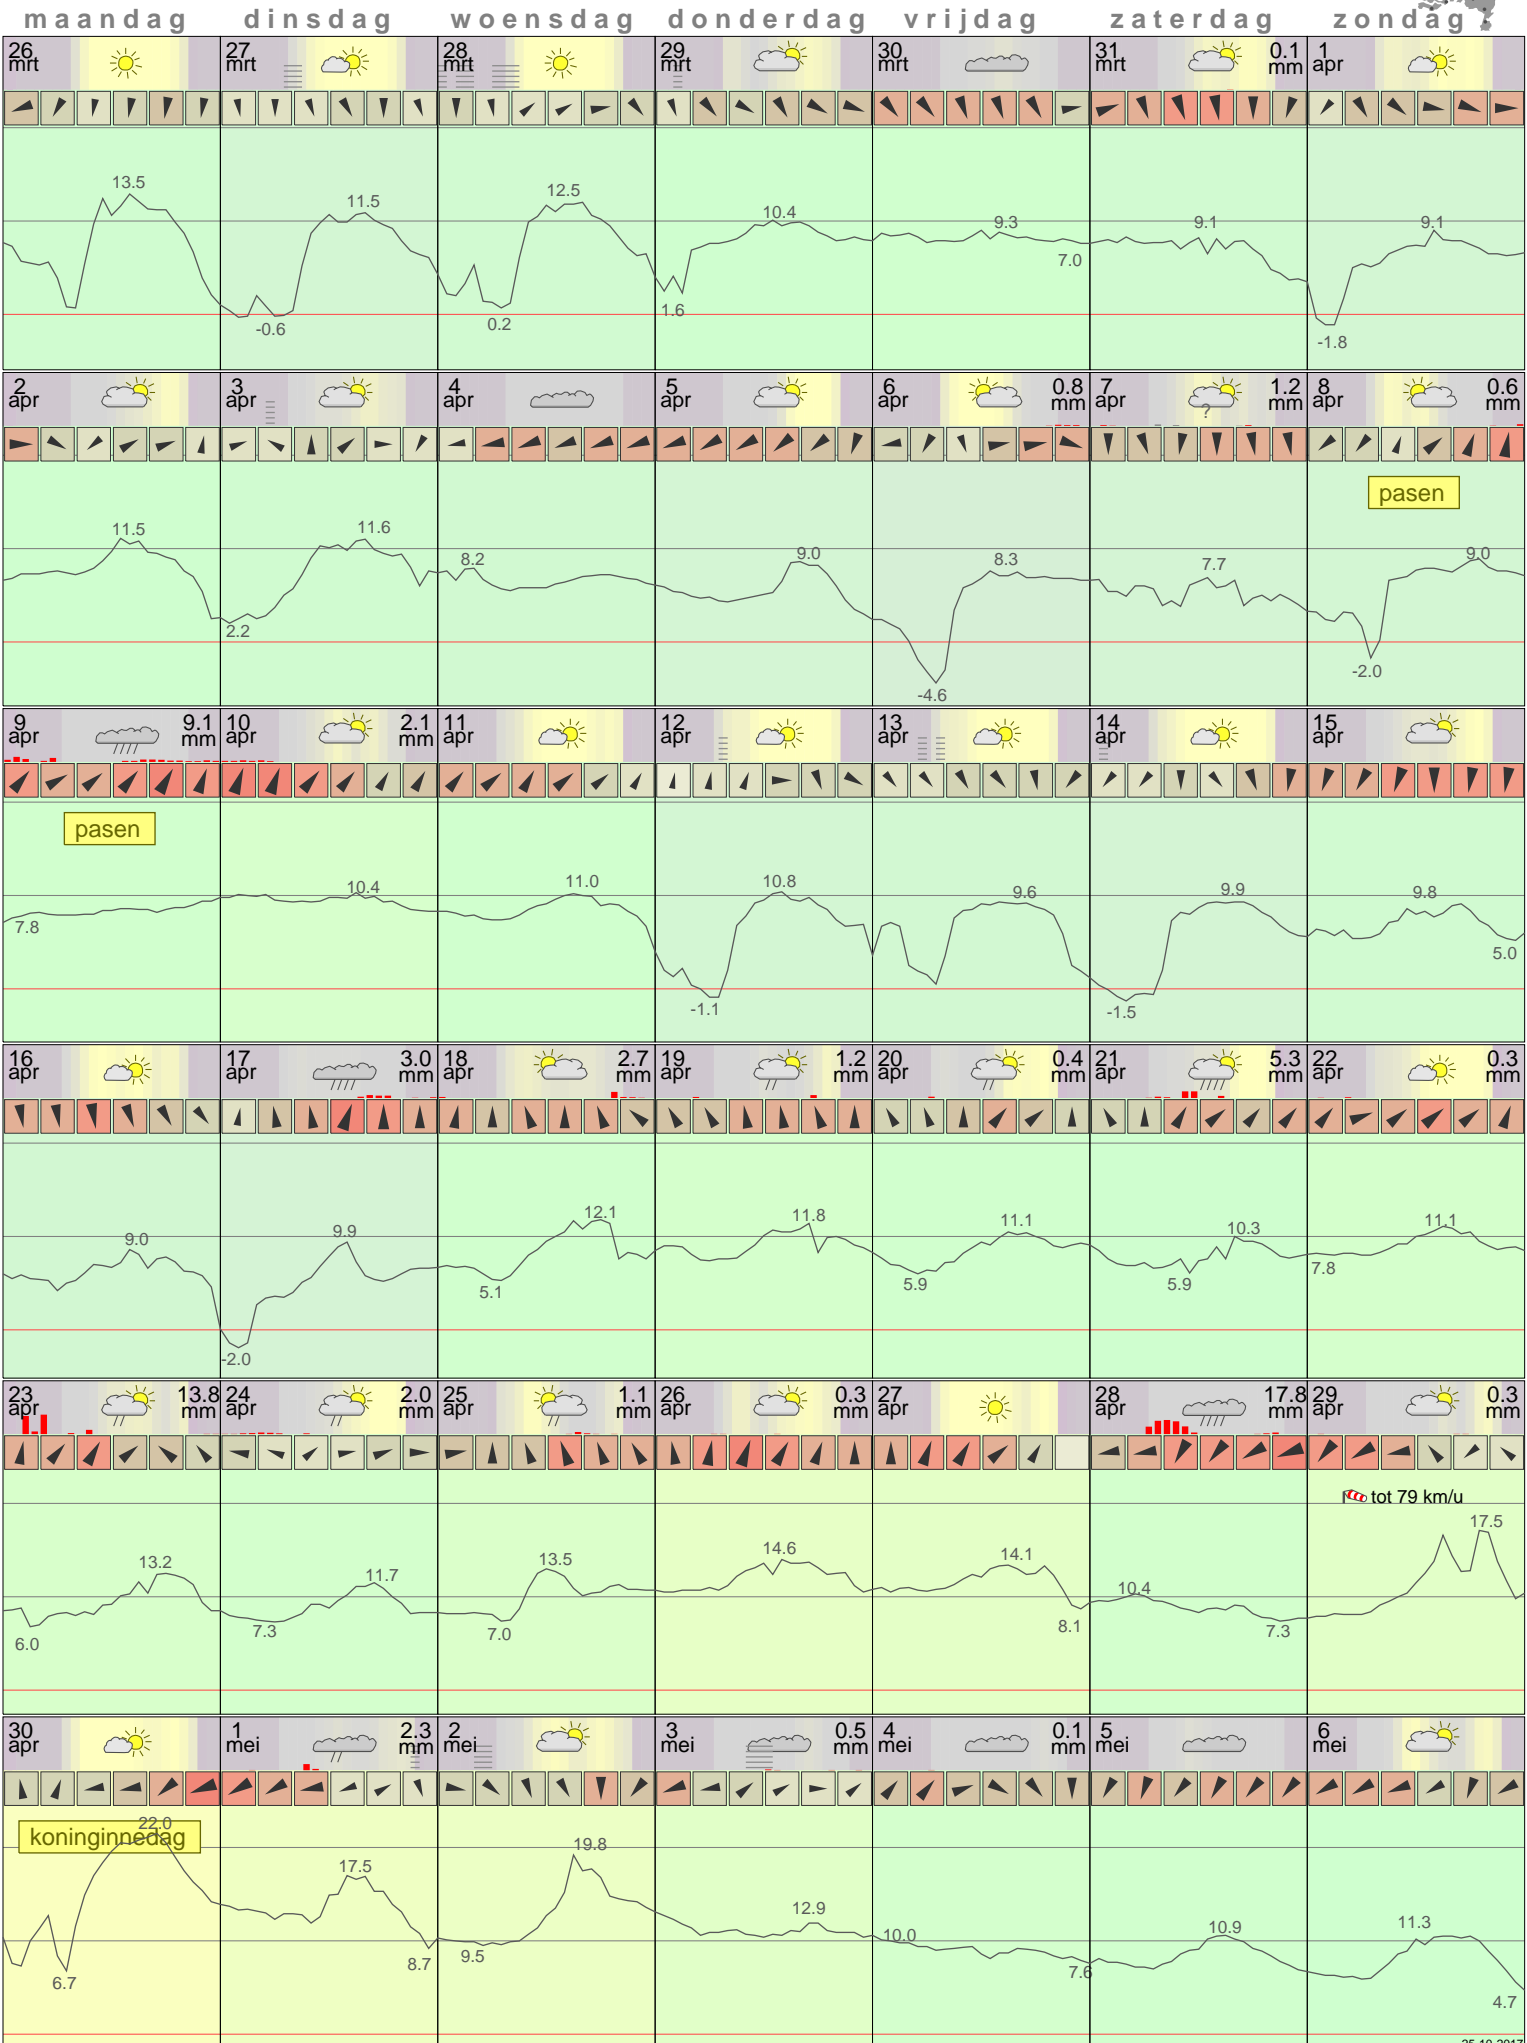 maandag dinsdag woensdag donderdag vrijdag zaterdag zondag
26 mrt 27 mrt 28 mrt 29 mrt 30 mrt 31 mrt 0.1 mm 1 apr
13.5 11.5 12.5 10.4 9.3 9.1 9.1
-0.6 0.2 1.6 7.0 -1.8
2 apr 3 apr 4 apr 5 apr 6 apr 0.8 mm 7 apr ? 1.2 mm 8 apr 0.6 mm
pasen
11.5 11.6 8.2 9.0 8.3 7.7 9.0
2.2 -4.6 -2.0
9 apr 9.1 mm 10 apr 2.1 mm 11 apr 12 apr 13 apr 14 apr 15 apr
pasen
7.8 10.4 11.0 10.8 9.6 9.9 9.8
-1.1 -1.5 5.0
16 apr 17 apr 3.0 mm 18 apr 2.7 mm 19 apr 1.2 mm 20 apr 0.4 mm 21 apr 5.3 mm 22 apr 0.3 mm
9.0 9.9 12.1 11.8 11.1 10.3 11.1
-2.0 5.1 5.9 5.9 7.8
23 apr 13.8 mm 24 apr 2.0 mm 25 apr 1.1 mm 26 apr 0.3 mm 27 apr 28 apr 17.8 mm 29 apr 0.3 mm
tot 79 km/u
13.2 11.7 13.5 14.6 14.1 10.4 17.5
6.0 7.3 7.0 8.1 7.3
30 apr 1 mei 2.3 mm 2 mei 3 mei 0.5 mm 4 mei 0.1 mm 5 mei 6 mei
koninginnedag
22.0 17.5 19.8 12.9 10.0 10.9 11.3
6.7 8.7 9.5 7.6 4.7